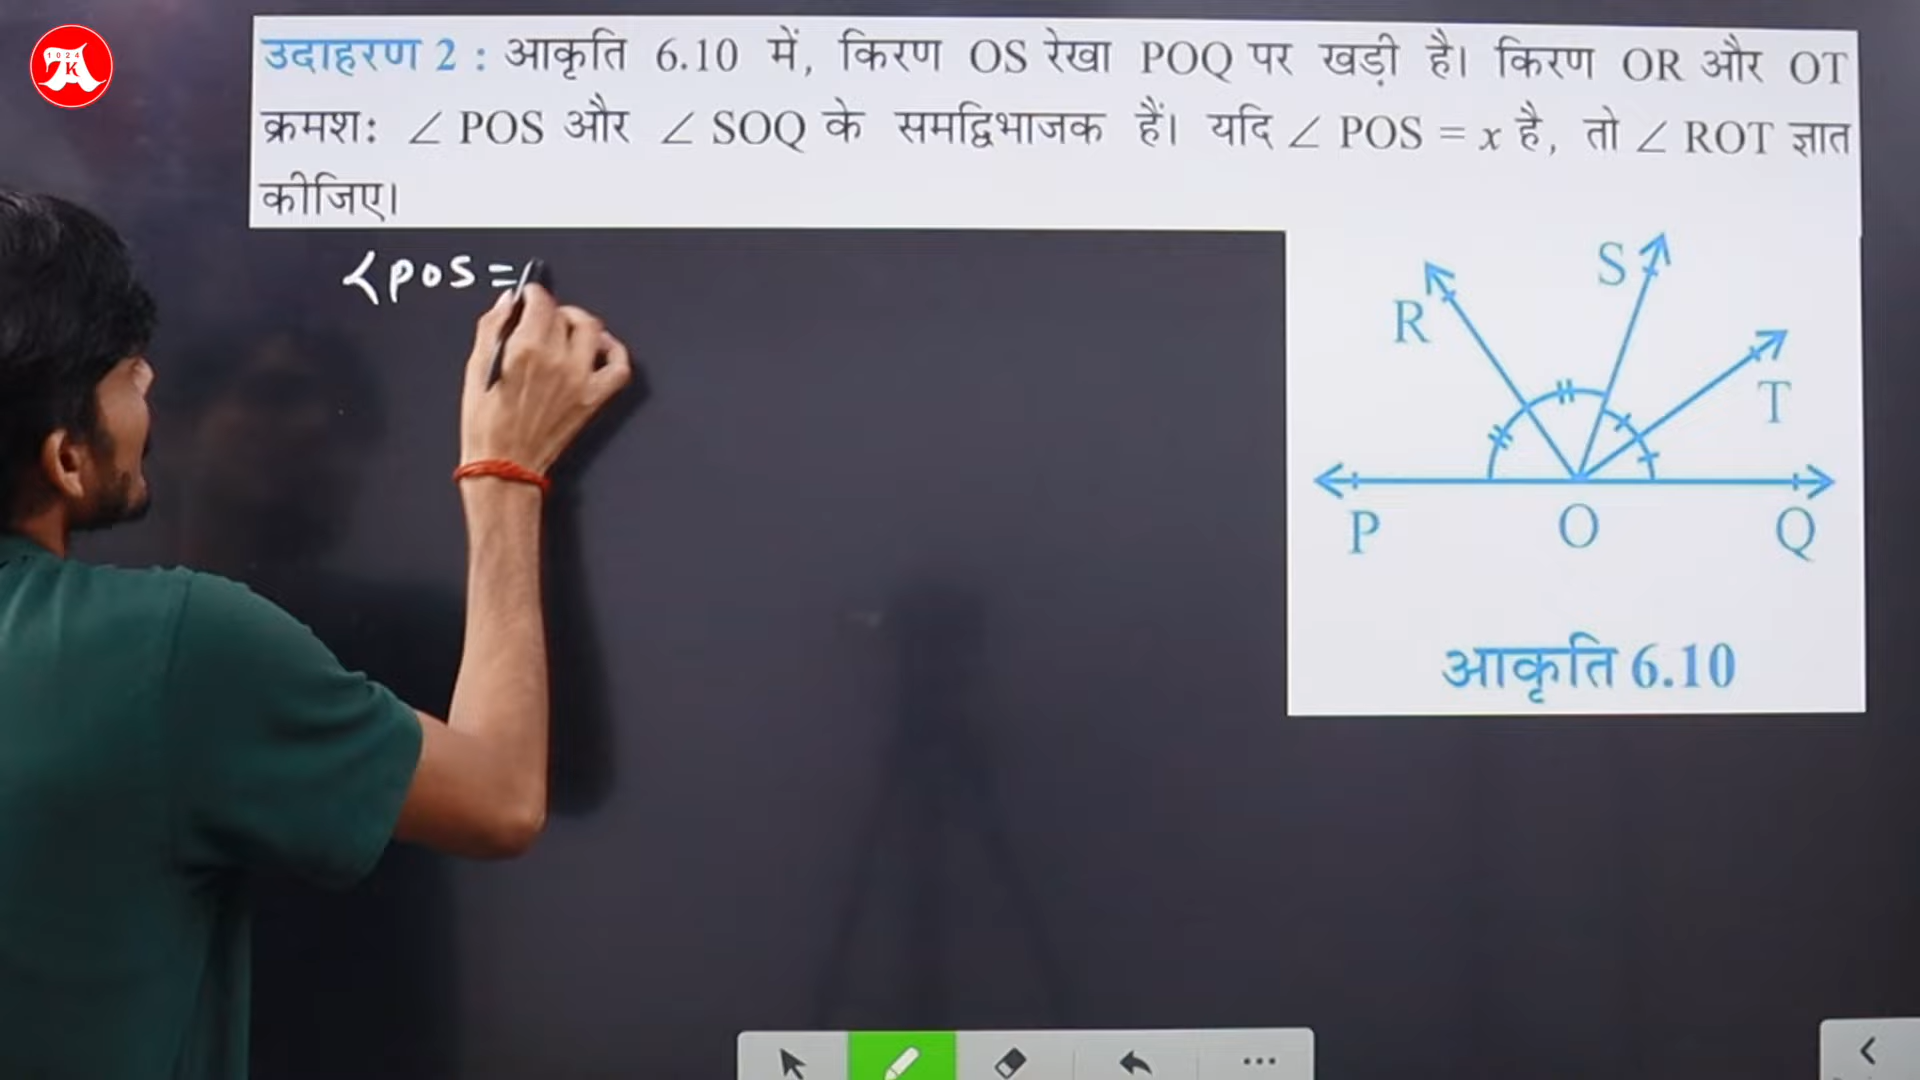 1024
K
उदाहरण 2 : आकृति 6.10 में, किरण OS रेखा POQ पर खड़ी है। किरण OR और OT
क्रमशः ∠ POS और ∠ SOQ के समद्विभाजक हैं। यदि ∠ POS = x है, तो ∠ ROT ज्ञात
कीजिए।
∠POS =
S
R
T
P O Q
आकृति 6.10